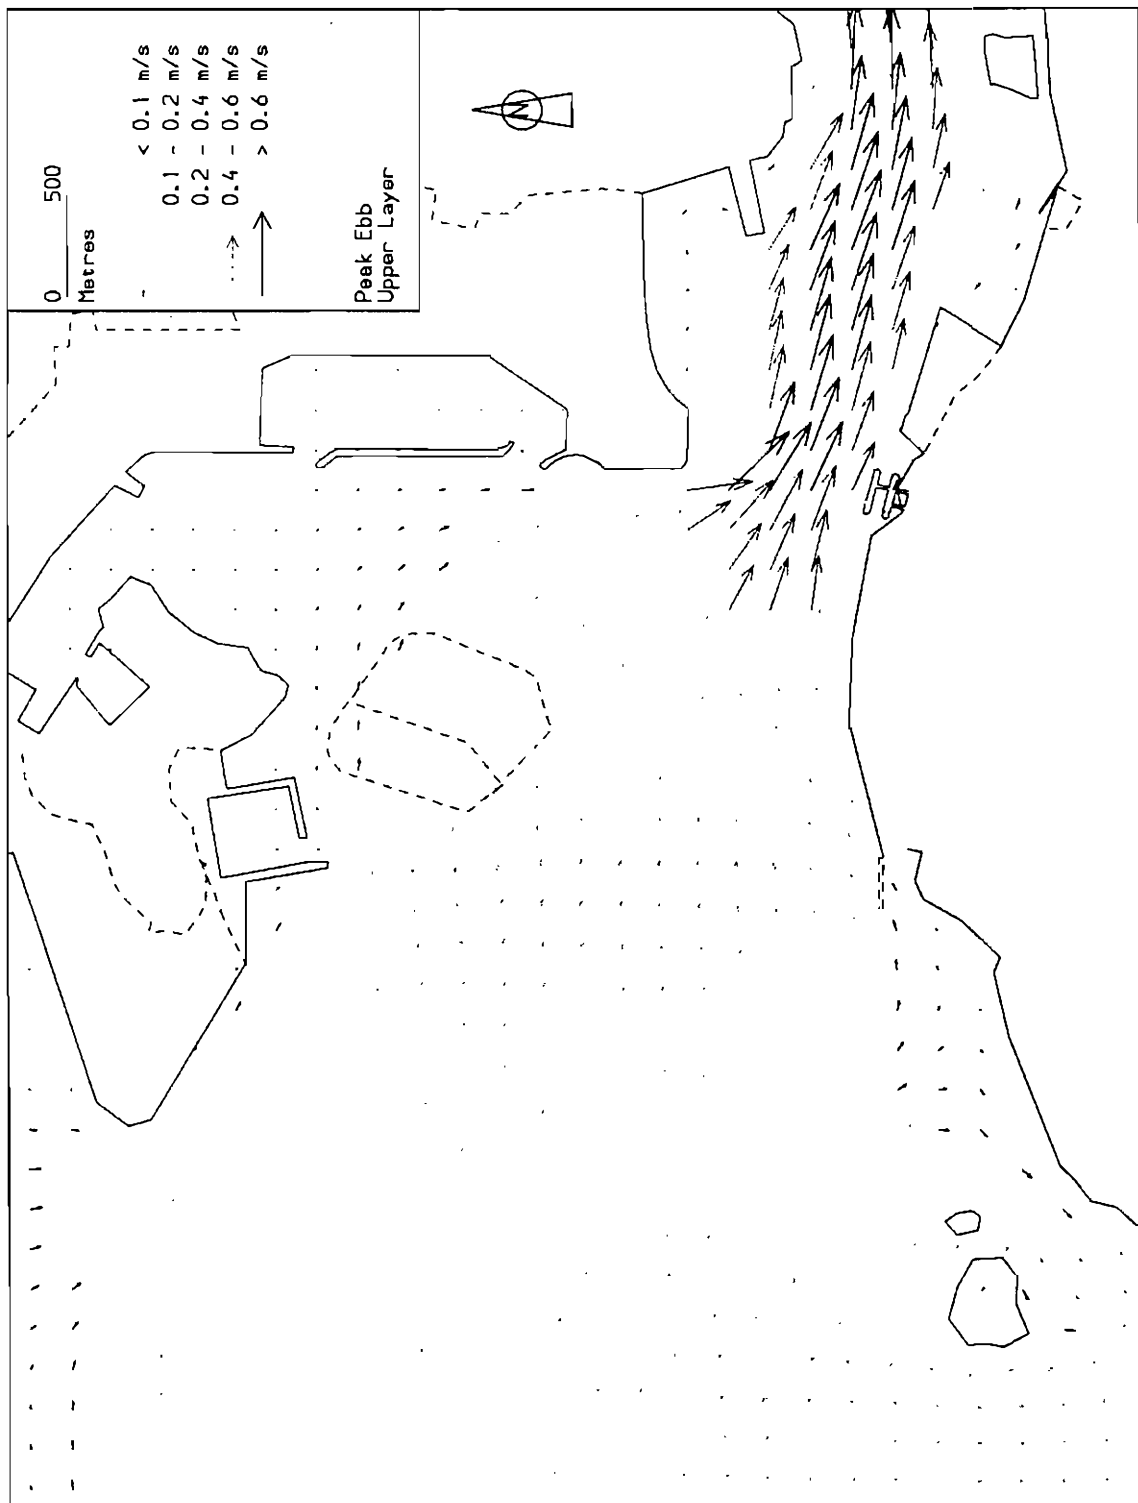 0 500
Metres
< 0.1 m/s
0.1 - 0.2 m/s
0.2 - 0.4 m/s
0.4 - 0.6 m/s
> 0.6 m/s
Peak Ebb
Upper Layer
N